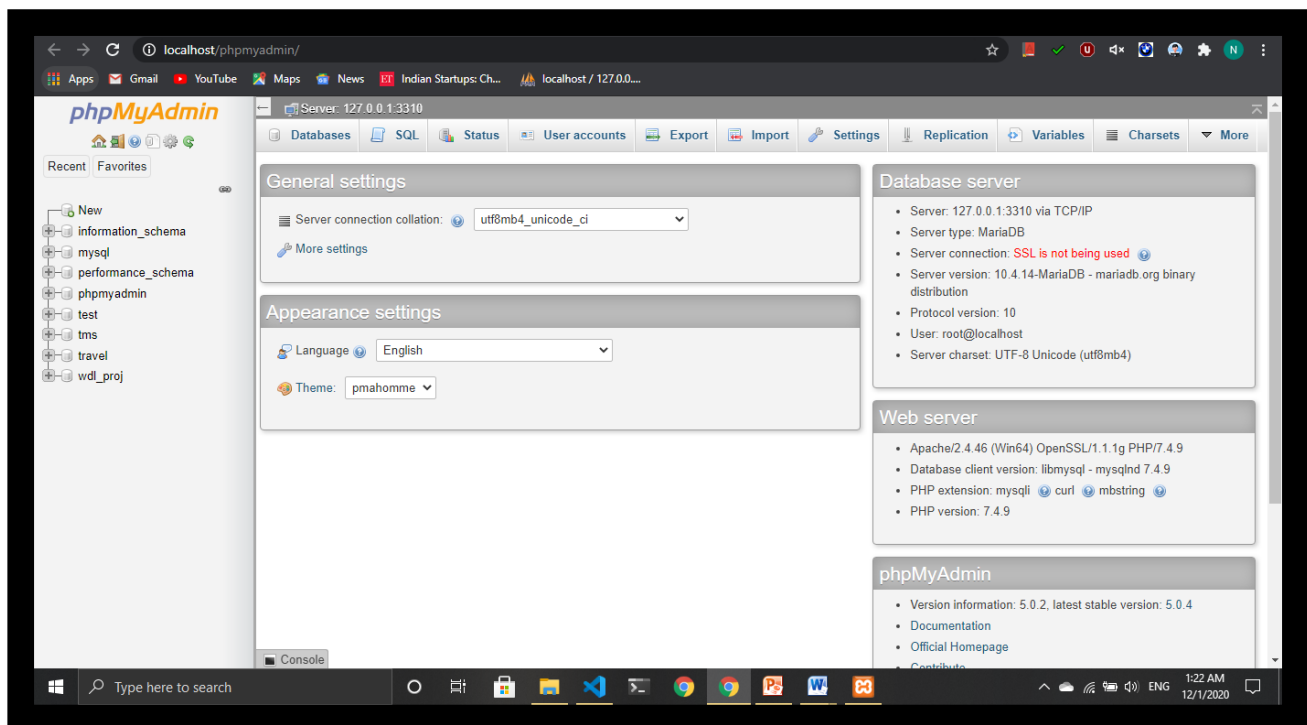 localhost/phpmyadmin/
N
Apps Gmail YouTube Maps News ET Indian Startups: Ch... localhost / 127.0.0....
phpMyAdmin
Recent Favorites
New
information_schema
mysql
performance_schema
phpmyadmin
test
tms
travel
wdl_proj
Server: 127.0.0.1:3310
Databases SQL Status User accounts Export Import Settings Replication Variables Charsets More
General settings
Server connection collation: utf8mb4_unicode_ci
More settings
Appearance settings
Language English
Theme: pmahomme
Database server
Server: 127.0.0.1:3310 via TCP/IP
Server type: MariaDB
Server connection: SSL is not being used
Server version: 10.4.14-MariaDB - mariadb.org binary
distribution
Protocol version: 10
User: root@localhost
Server charset: UTF-8 Unicode (utf8mb4)
Web server
Apache/2.4.46 (Win64) OpenSSL/1.1.1g PHP/7.4.9
Database client version: libmysql - mysqlnd 7.4.9
PHP extension: mysqli curl mbstring
PHP version: 7.4.9
phpMyAdmin
Version information: 5.0.2, latest stable version: 5.0.4
Documentation
Official Homepage
Contribute
Console
Type here to search
ENG
1:22 AM
12/1/2020